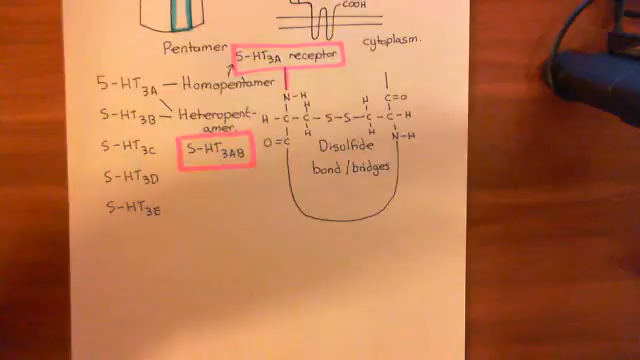 COOH
Pentamer
5-HT3A receptor
cytoplasm.
5-HT3A — Homopentamer
5-HT3B — Heteropent-
amer.
5-HT3C
5-HT3AB
5-HT3D
5-HT3E
N-H
H
H-C-C-S-S-C-C-H
H
O=C
H
C=O
H
N-H
Disulfide
bond/bridges